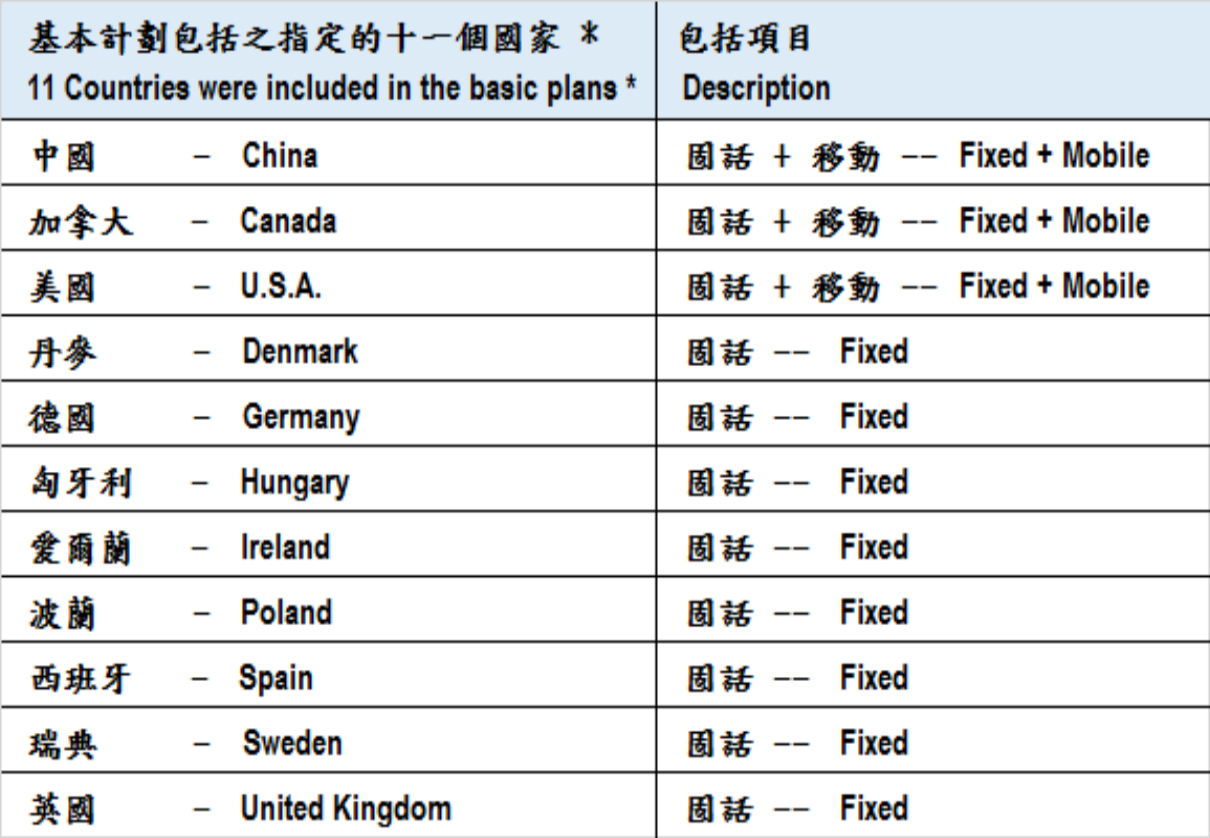 基本計劃包括之指定的十一個國家 * 包括項目
11 Countries were included in the basic plans * Description
中國 – China 固話 + 移動 -- Fixed + Mobile
加拿大 – Canada 固話 + 移動 -- Fixed + Mobile
美國 – U.S.A. 固話 + 移動 -- Fixed + Mobile
丹麥 – Denmark 固話 -- Fixed
德國 – Germany 固話 -- Fixed
匈牙利 – Hungary 固話 -- Fixed
愛爾蘭 – Ireland 固話 -- Fixed
波蘭 – Poland 固話 -- Fixed
西班牙 – Spain 固話 -- Fixed
瑞典 – Sweden 固話 -- Fixed
英國 – United Kingdom 固話 -- Fixed